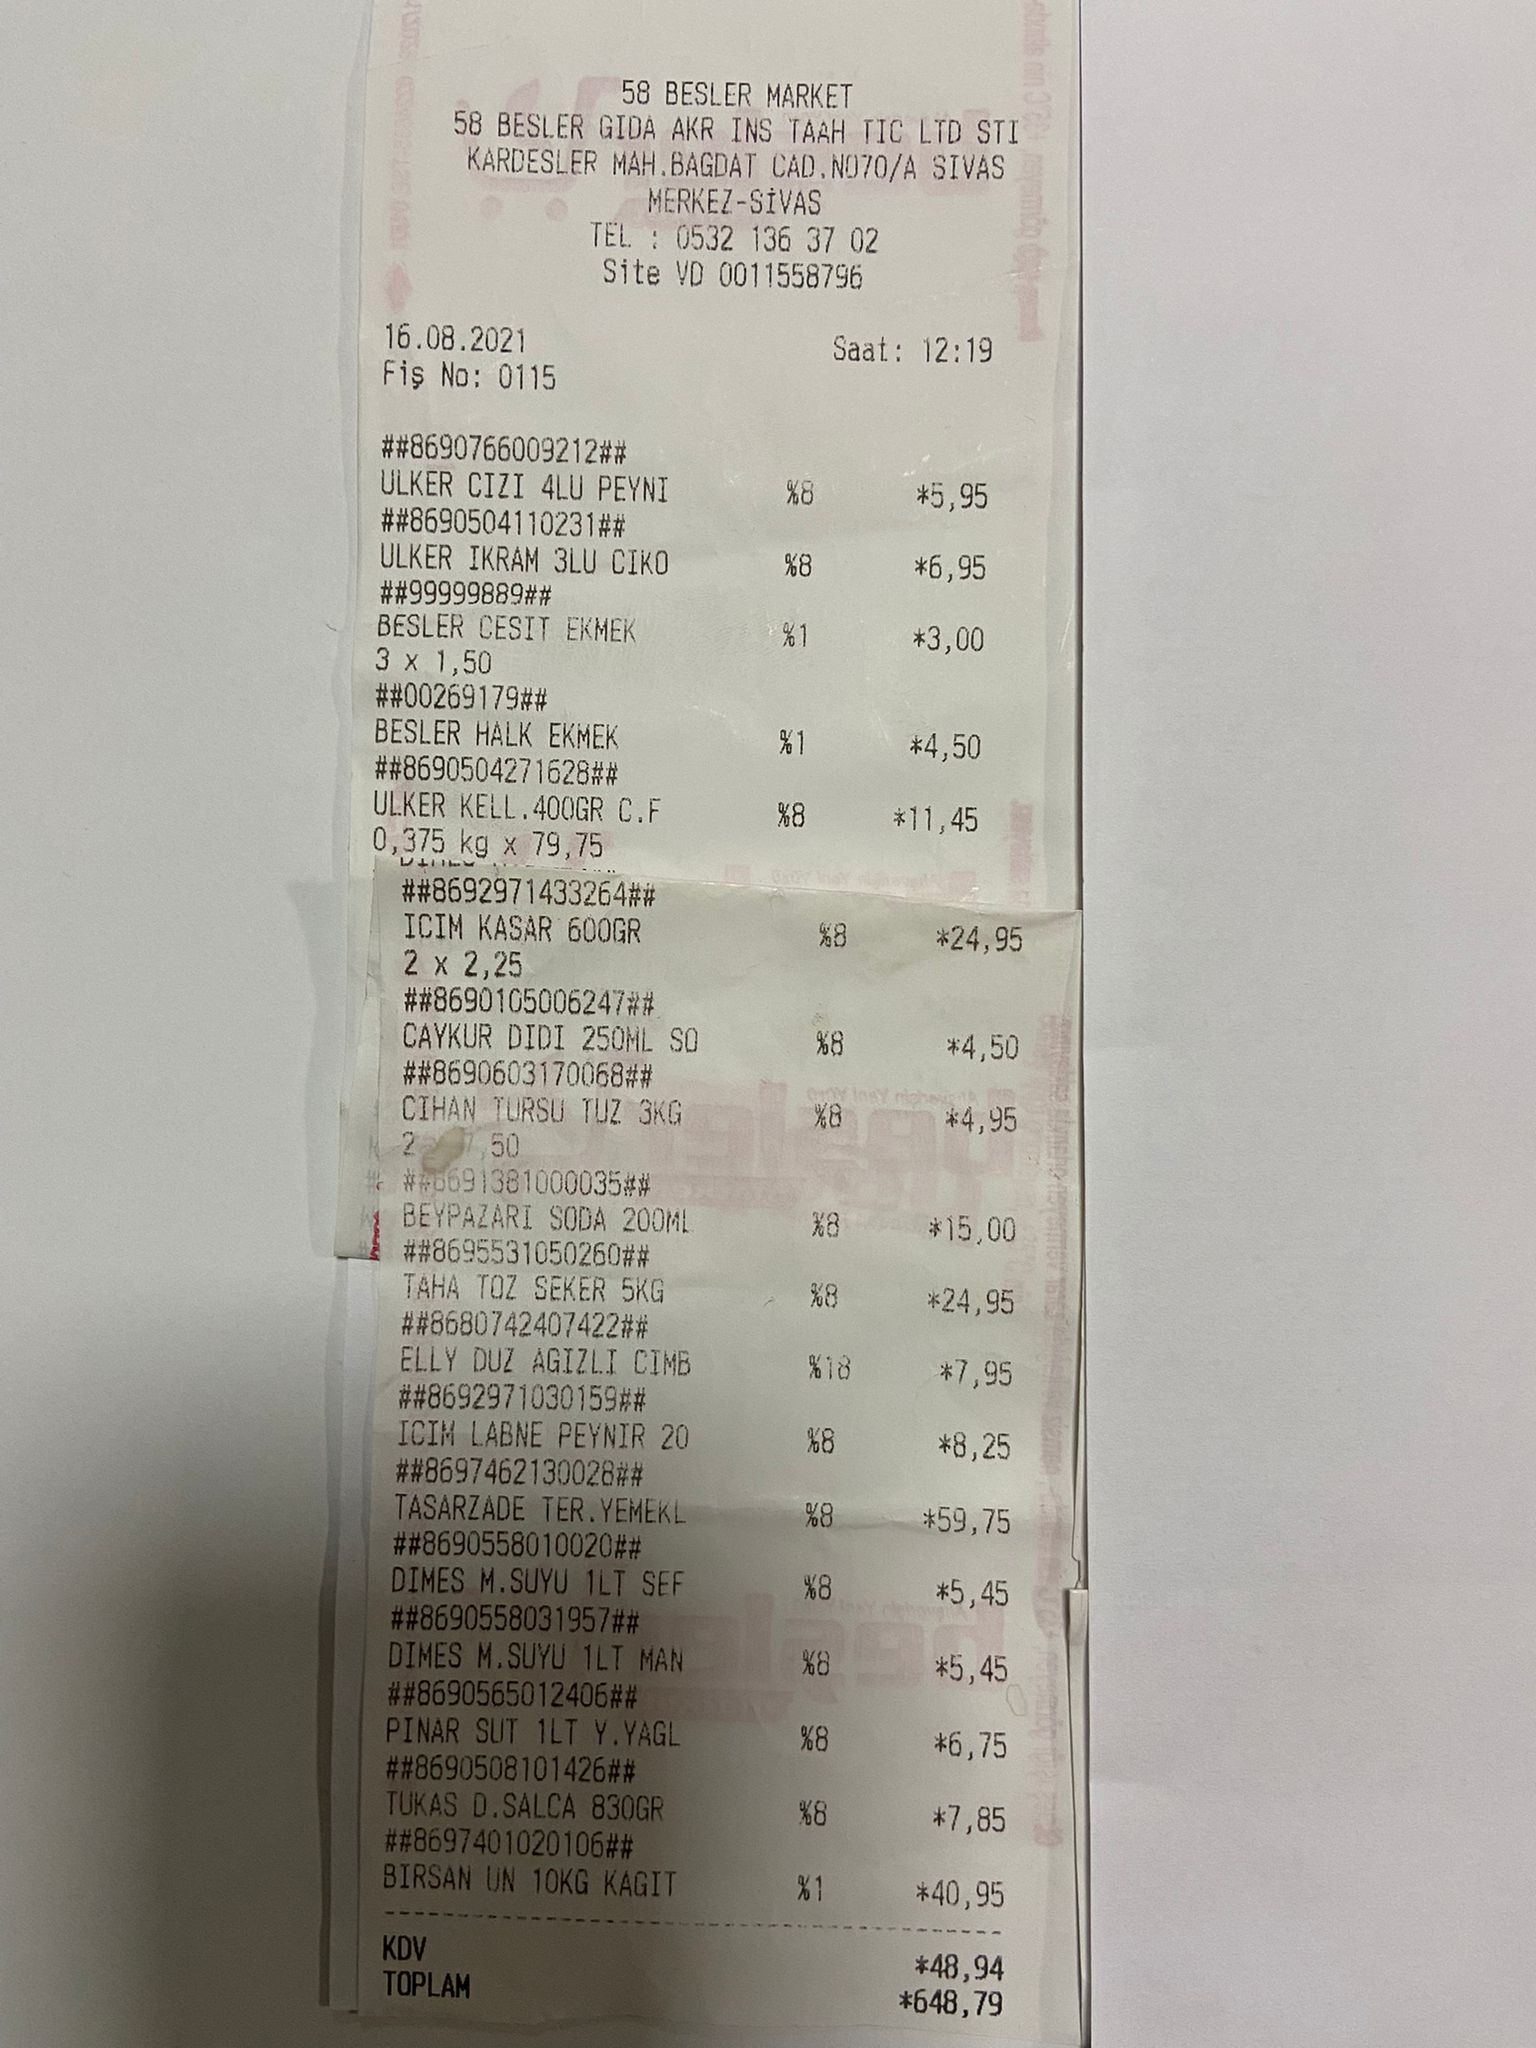 58 BESLER MARKET
58 BESLER GIDA AKR INS TAAH TIC LTD STI
KARDESLER MAH.BAGDAT CAD.NO70/A SIVAS
MERKEZ-SİVAS
TEL : 0532 136 37 02
Site VD 0011558796
16.08.2021 Saat: 12:19
Fiş No: 0115
##8690766009212##
ULKER CIZI 4LU PEYNI %8 *5,95
##8690504110231##
ULKER IKRAM 3LU CIKO %8 *6,95
##99999889##
BESLER CESIT EKMEK %1 *3,00
3 x 1,50
##00269179##
BESLER HALK EKMEK %1 *4,50
##8690504271628##
ULKER KELL.400GR C.F %8 *11,45
0,375 kg x 79,75
##8692971433264##
ICIM KASAR 600GR %8 *24,95
2 x 2,25
##8690105006247##
CAYKUR DIDI 250ML SO %8 *4,50
##8690603170068##
CIHAN TURSU TUZ 3KG %8 *4,95
2 ,50
##8691381000035##
BEYPAZARI SODA 200ML %8 *15,00
##8695531050260##
TAHA TOZ SEKER 5KG %8 *24,95
##8680742407422##
ELLY DUZ AGIZLI CIMB %18 *7,95
##8692971030159##
ICIM LABNE PEYNIR 20 %8 *8,25
##8697462130028##
TASARZADE TER.YEMEKL %8 *59,75
##8690558010020##
DIMES M.SUYU 1LT SEF %8 *5,45
##8690558031957##
DIMES M.SUYU 1LT MAN %8 *5,45
##8690565012406##
PINAR SUT 1LT Y.YAGL %8 *6,75
##8690508101426##
TUKAS D.SALCA 830GR %8 *7,85
##8697401020106##
BIRSAN UN 10KG KAGIT %1 *40,95
KDV *48,94
TOPLAM *648,79